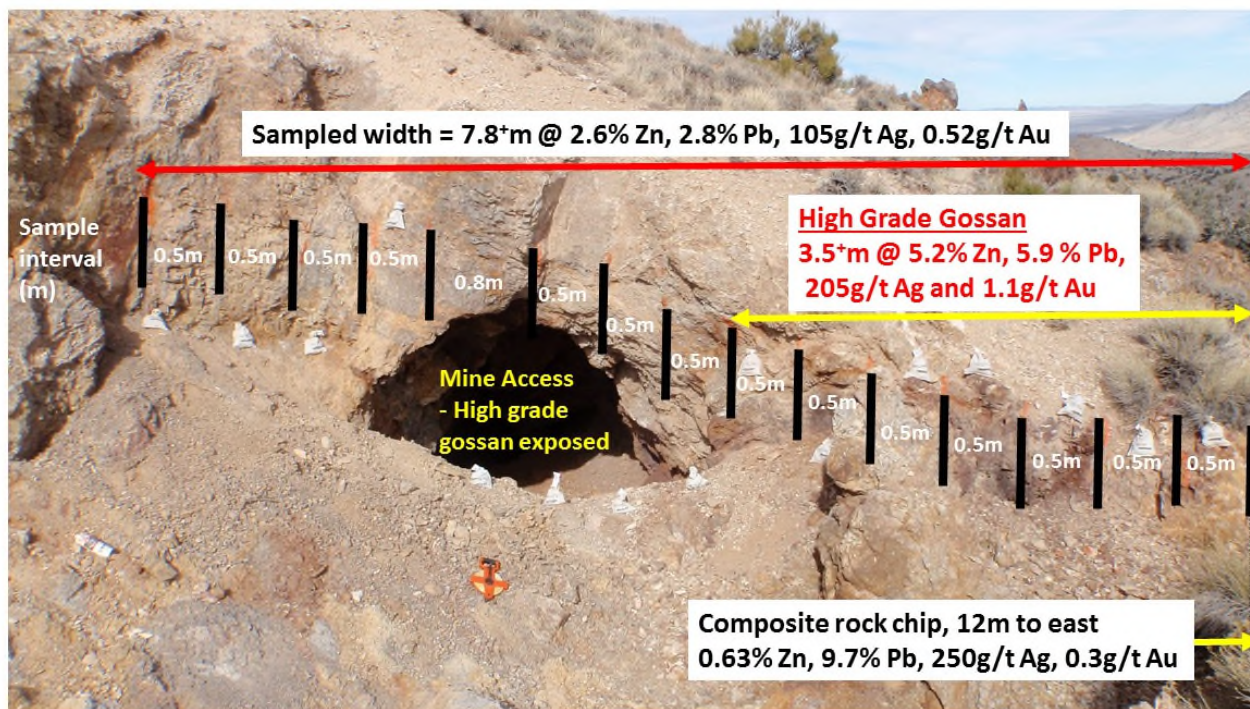 Sampled width = 7.8⁺m @ 2.6% Zn, 2.8% Pb, 105g/t Ag, 0.52g/t Au
High Grade Gossan
3.5⁺m @ 5.2% Zn, 5.9 % Pb,
205g/t Ag and 1.1g/t Au
Sample
interval
(m)
0.5m
0.5m
0.5m
0.5m
0.8m
0.5m
0.5m
0.5m
0.5m
0.5m
0.5m
0.5m
0.5m
0.5m
0.5m
Mine Access
- High grade
gossan exposed
Composite rock chip, 12m to east
0.63% Zn, 9.7% Pb, 250g/t Ag, 0.3g/t Au